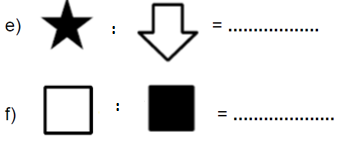 e) : = ..................
f) : = ....................